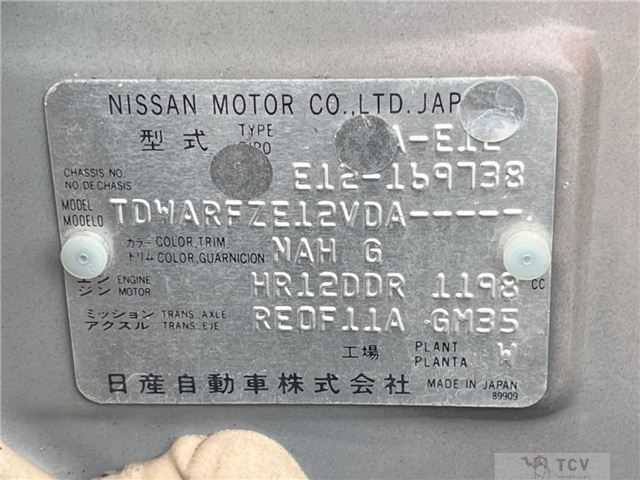 NISSAN MOTOR CO.,LTD. JAP
型式 TYPE A-E12
CHASSIS NO. E12-169738
NO.DE CHASIS
MODEL TDWARFZE12VDA-----.
MODELO
カラー COLOR,TRIM NAH G
トリム COLOR,GUARNICION
エン ENGINE HR12DDR 1198 CC
ジン MOTOR
ミッション TRANS.,AXLE RE0F11A GM35
アクスル TRANS.,EJE
工場 PLANT W
PLANTA
日産自動車株式会社 MADE IN JAPAN
89909
TCV